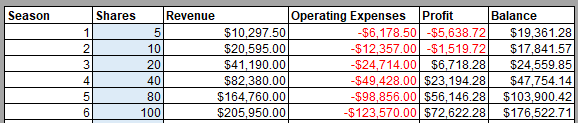 Season Shares Revenue Operating Expenses Profit Balance
1 5 $10,297.50 -$6,178.50 -$5,638.72 $19,361.28
2 10 $20,595.00 -$12,357.00 -$1,519.72 $17,841.57
3 20 $41,190.00 -$24,714.00 $6,718.28 $24,559.85
4 40 $82,380.00 -$49,428.00 $23,194.28 $47,754.14
5 80 $164,760.00 -$98,856.00 $56,146.28 $103,900.42
6 100 $205,950.00 -$123,570.00 $72,622.28 $176,522.71